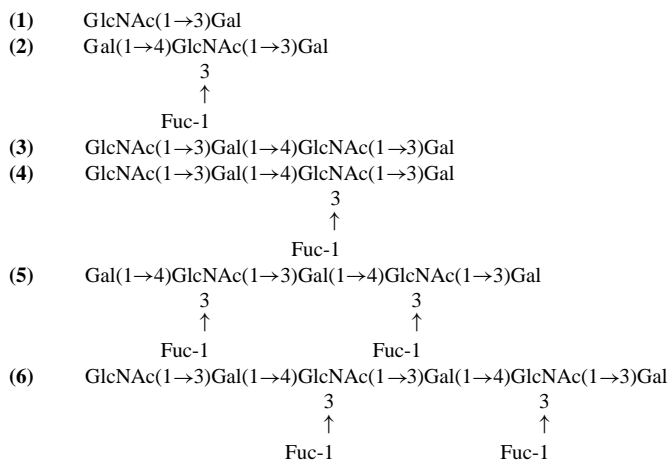 (1) GlcNAc(1→3)Gal
(2) Gal(1→4)GlcNAc(1→3)Gal
3
↑
Fuc-1
(3) GlcNAc(1→3)Gal(1→4)GlcNAc(1→3)Gal
(4) GlcNAc(1→3)Gal(1→4)GlcNAc(1→3)Gal
3
↑
Fuc-1
(5) Gal(1→4)GlcNAc(1→3)Gal(1→4)GlcNAc(1→3)Gal
3 3
↑ ↑
Fuc-1 Fuc-1
(6) GlcNAc(1→3)Gal(1→4)GlcNAc(1→3)Gal(1→4)GlcNAc(1→3)Gal
3 3
↑ ↑
Fuc-1 Fuc-1